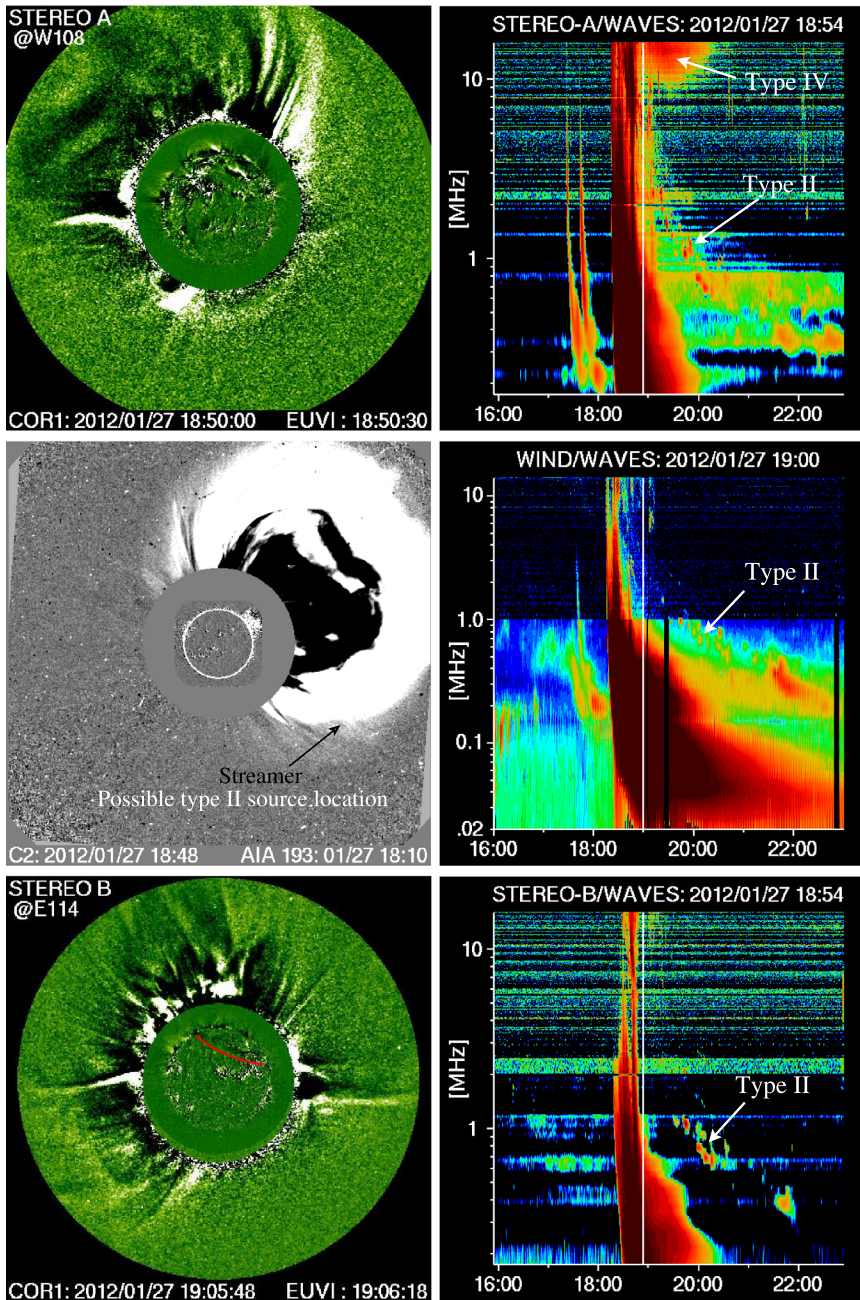 STEREO A
@W108
COR1: 2012/01/27 18:50:00 EUVI : 18:50:30
STEREO-A/WAVES: 2012/01/27 18:54
Type IV
Type II
[MHz]
10
1
16:00 18:00 20:00 22:00
Streamer
Possible type II source location
C2: 2012/01/27 18:48 AIA 193: 01/27 18:10
WIND/WAVES: 2012/01/27 19:00
Type II
[MHz]
10
1.0
0.1
.02
16:00 18:00 20:00 22:00
STEREO B
@E114
COR1: 2012/01/27 19:05:48 EUVI : 19:06:18
STEREO-B/WAVES: 2012/01/27 18:54
Type II
[MHz]
10
1
16:00 18:00 20:00 22:00